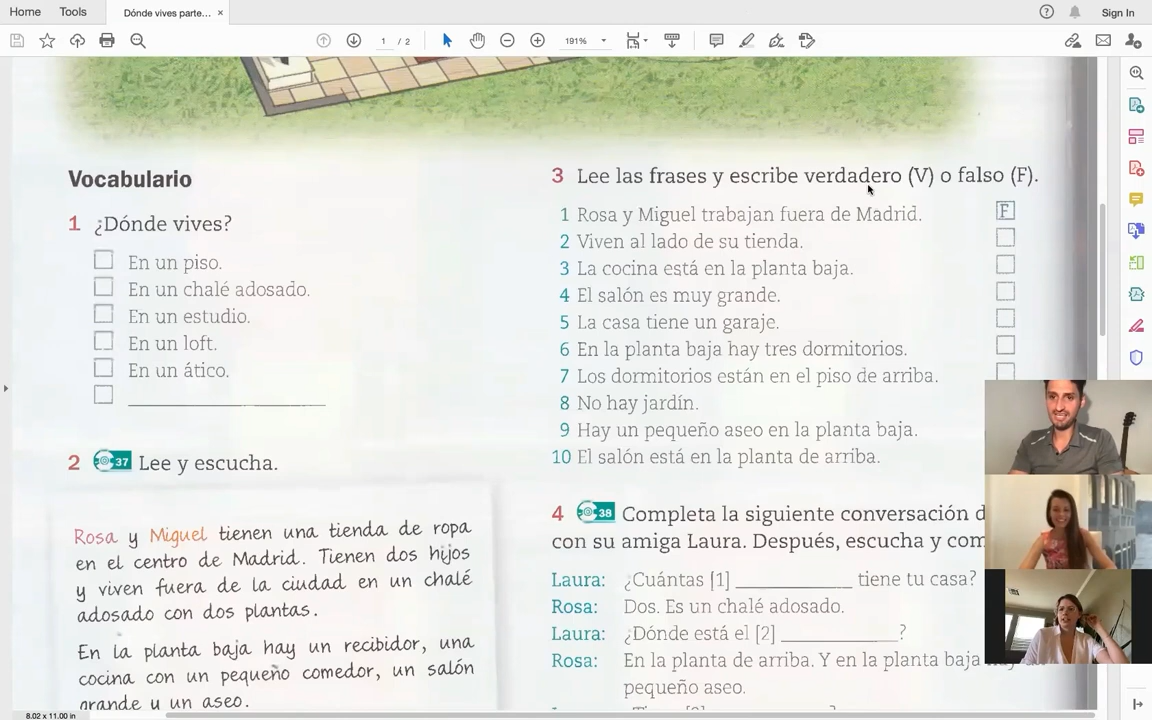 Home Tools Dónde vives parte... × Sign In
1 / 2 191%
Vocabulario
1 ¿Dónde vives?
En un piso.
En un chalé adosado.
En un estudio.
En un loft.
En un ático.
2 37 Lee y escucha.
Rosa y Miguel tienen una tienda de ropa
en el centro de Madrid. Tienen dos hijos
y viven fuera de la ciudad en un chalé
adosado con dos plantas.
En la planta baja hay un recibidor, una
cocina con un pequeño comedor, un salón
grande y un aseo.
3 Lee las frases y escribe verdadero (V) o falso (F).
1 Rosa y Miguel trabajan fuera de Madrid. F
2 Viven al lado de su tienda.
3 La cocina está en la planta baja.
4 El salón es muy grande.
5 La casa tiene un garaje.
6 En la planta baja hay tres dormitorios.
7 Los dormitorios están en el piso de arriba.
8 No hay jardín.
9 Hay un pequeño aseo en la planta baja.
10 El salón está en la planta de arriba.
4 38 Completa la siguiente conversación d
con su amiga Laura. Después, escucha y com
Laura: ¿Cuántas [1] ____________ tiene tu casa?
Rosa: Dos. Es un chalé adosado.
Laura: ¿Dónde está el [2] ____________?
Rosa: En la planta de arriba. Y en la planta baja
pequeño aseo.
8.02 x 11.00 in